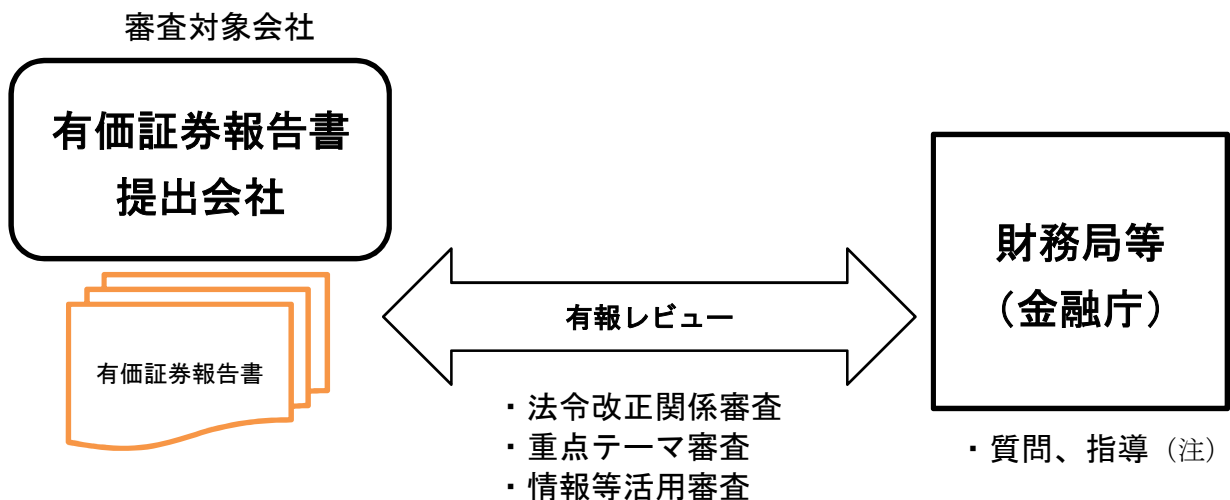 審査対象会社
有価証券報告書
提出会社
有価証券報告書
有報レビュー
・法令改正関係審査
・重点テーマ審査
・情報等活用審査
財務局等
（金融庁）
・質問、指導（注）